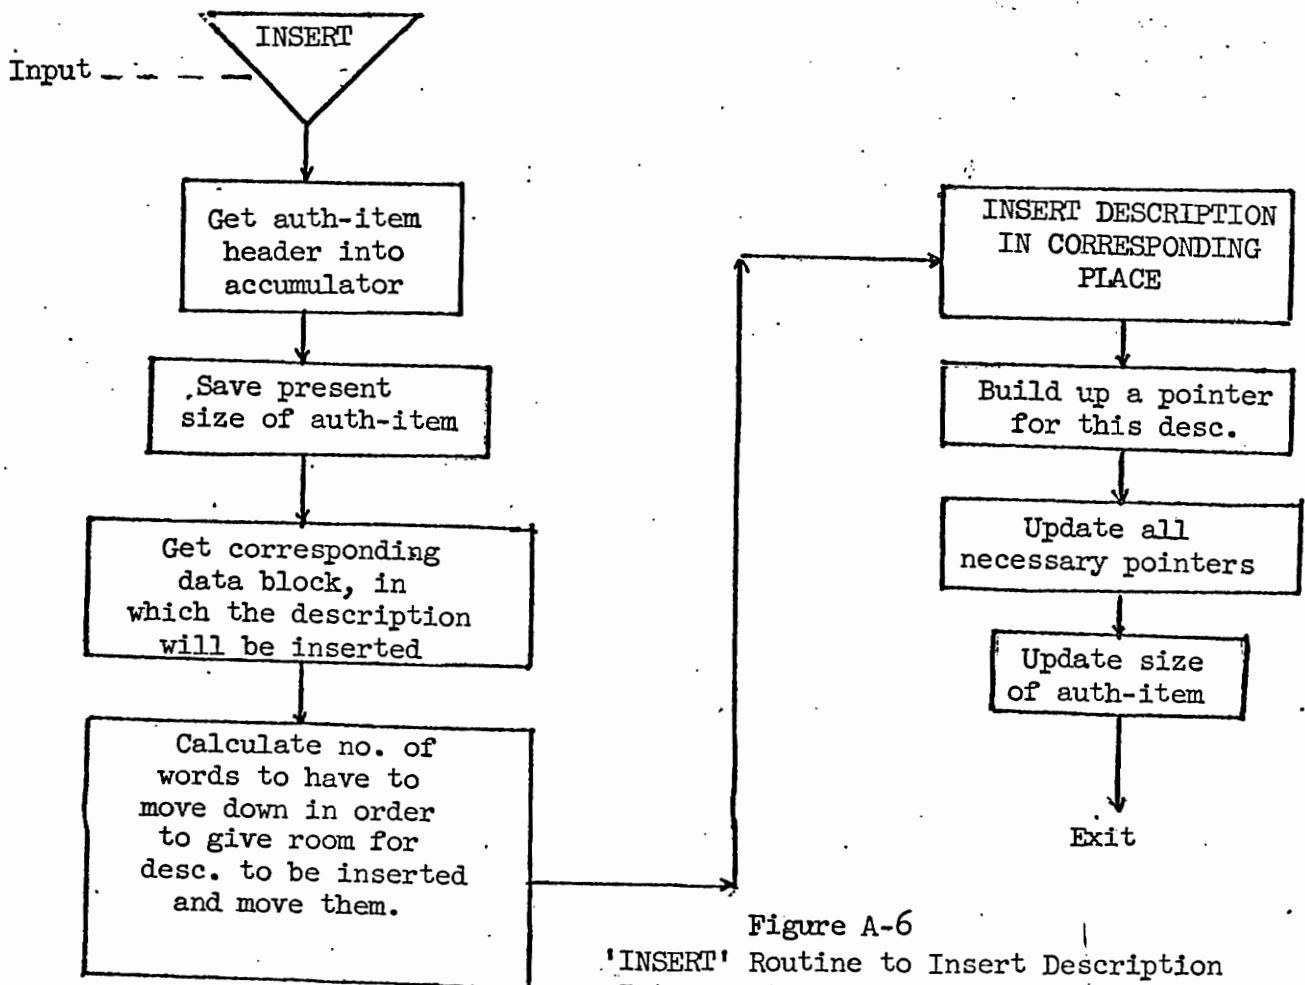 INSERT
Input
Get auth-item
header into
accumulator
Save present
size of auth-item
Get corresponding
data block, in
which the description
will be inserted
Calculate no. of
words to have to
move down in order
to give room for
desc. to be inserted
and move them.
INSERT DESCRIPTION
IN CORRESPONDING
PLACE
Build up a pointer
for this desc.
Update all
necessary pointers
Update size
of auth-item
Exit
Figure A-6
'INSERT' Routine to Insert Description